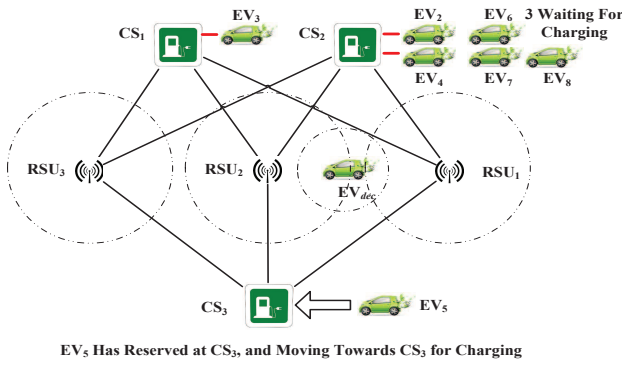 EV3
CS1
EV2
EV6
3 Waiting For
Charging
CS2
EV4
EV7
EV8
RSU3
RSU2
EVdec
RSU1
CS3
EV5
EV5 Has Reserved at CS3, and Moving Towards CS3 for Charging